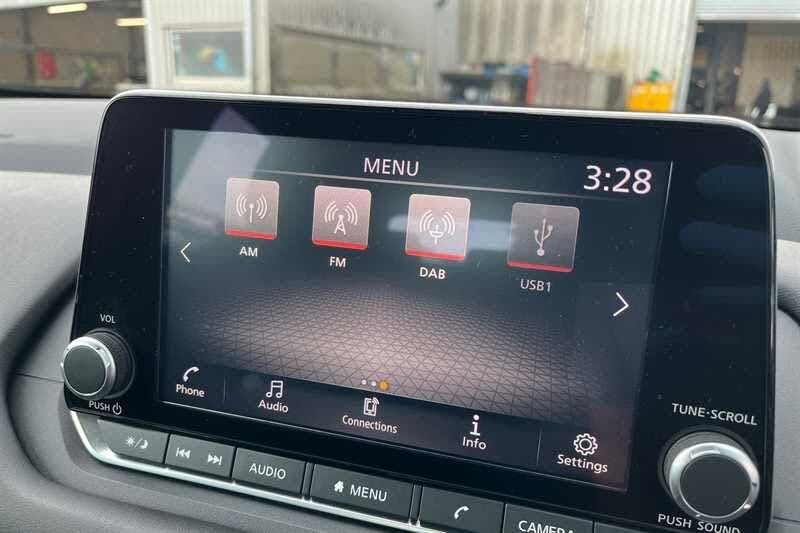 MENU
3:28
AM
FM
DAB
USB1
VOL
PUSH
Phone
Audio
Connections
Info
Settings
TUNE·SCROLL
PUSH SOUND
AUDIO
MENU
CAMERA